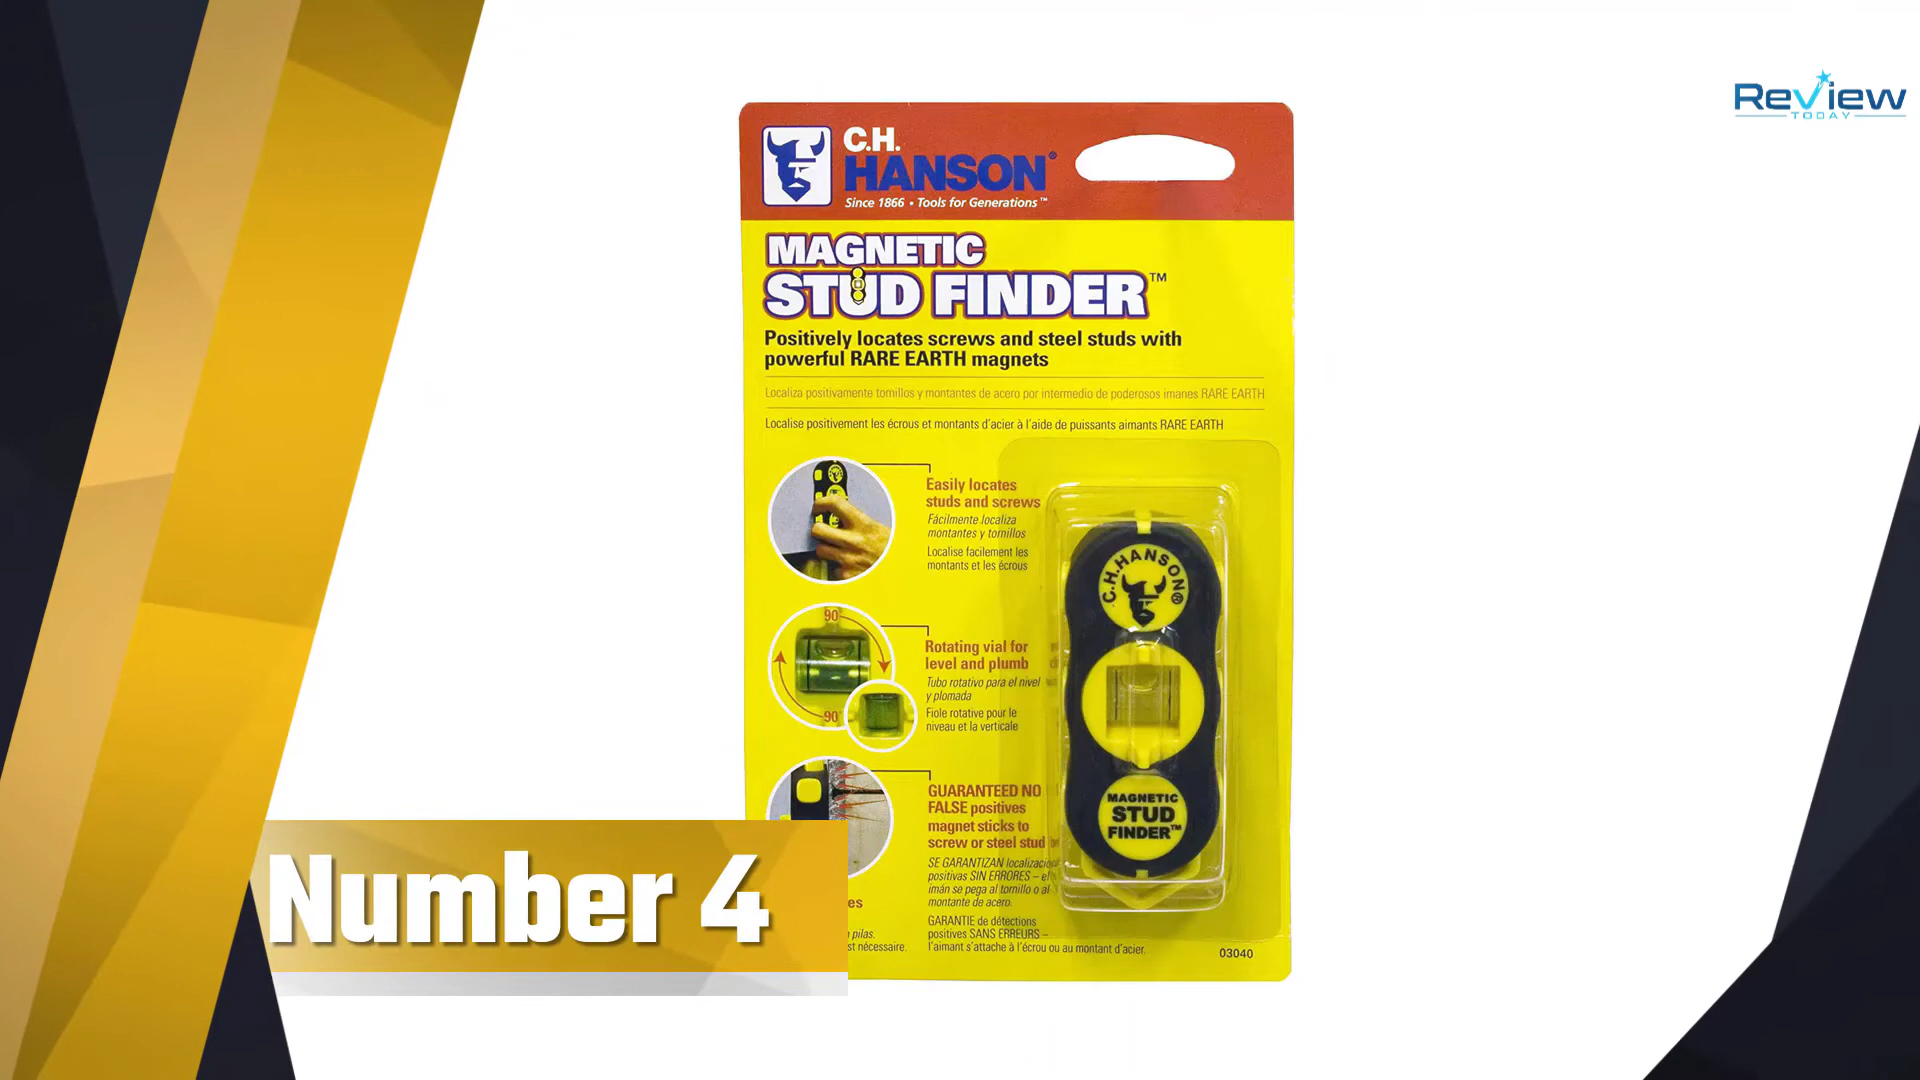 Review
TODAY
C.H.
HANSON®
Since 1866 • Tools for Generations™
MAGNETIC
STUD FINDER™
Positively locates screws and steel studs with
powerful RARE EARTH magnets
Localiza positivamente tornillos y montantes de acero por intermedio de poderosos imanes RARE EARTH
Localise positivement les écrous et montants d'acier à l'aide de puissants aimants RARE EARTH
Easily locates
studs and screws
Fácilmente localiza
montantes y tornillos
Localise facilement les
montants et les écrous
90°
90°
Rotating vial for
level and plumb
Tubo rotativo para el nivel
y plomada
Fiole rotative pour le
niveau et la verticale
GUARANTEED NO
FALSE positives
magnet sticks to
screw or steel stud
SE GARANTIZAN
positivas SIN ERRORES – el
imán se pega al tornillo o al
montante de acero.
GARANTIE de détections
positives SANS ERREURS –
l'aimant s'attache à l'écrou ou au montant d'acier.
pilas.
nécessaire.
C.H.HANSON®
MAGNETIC
STUD
FINDER™
03040
Number 4